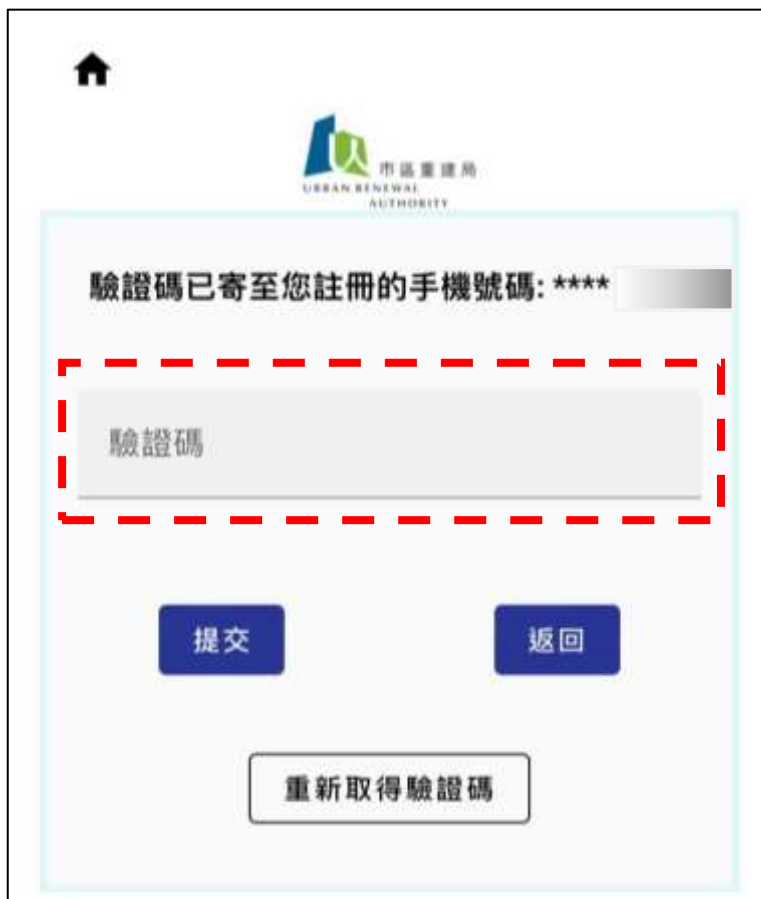 市區重建局
URBAN RENEWAL
AUTHORITY
驗證碼已寄至您註冊的手機號碼: ****
驗證碼
提交
返回
重新取得驗證碼